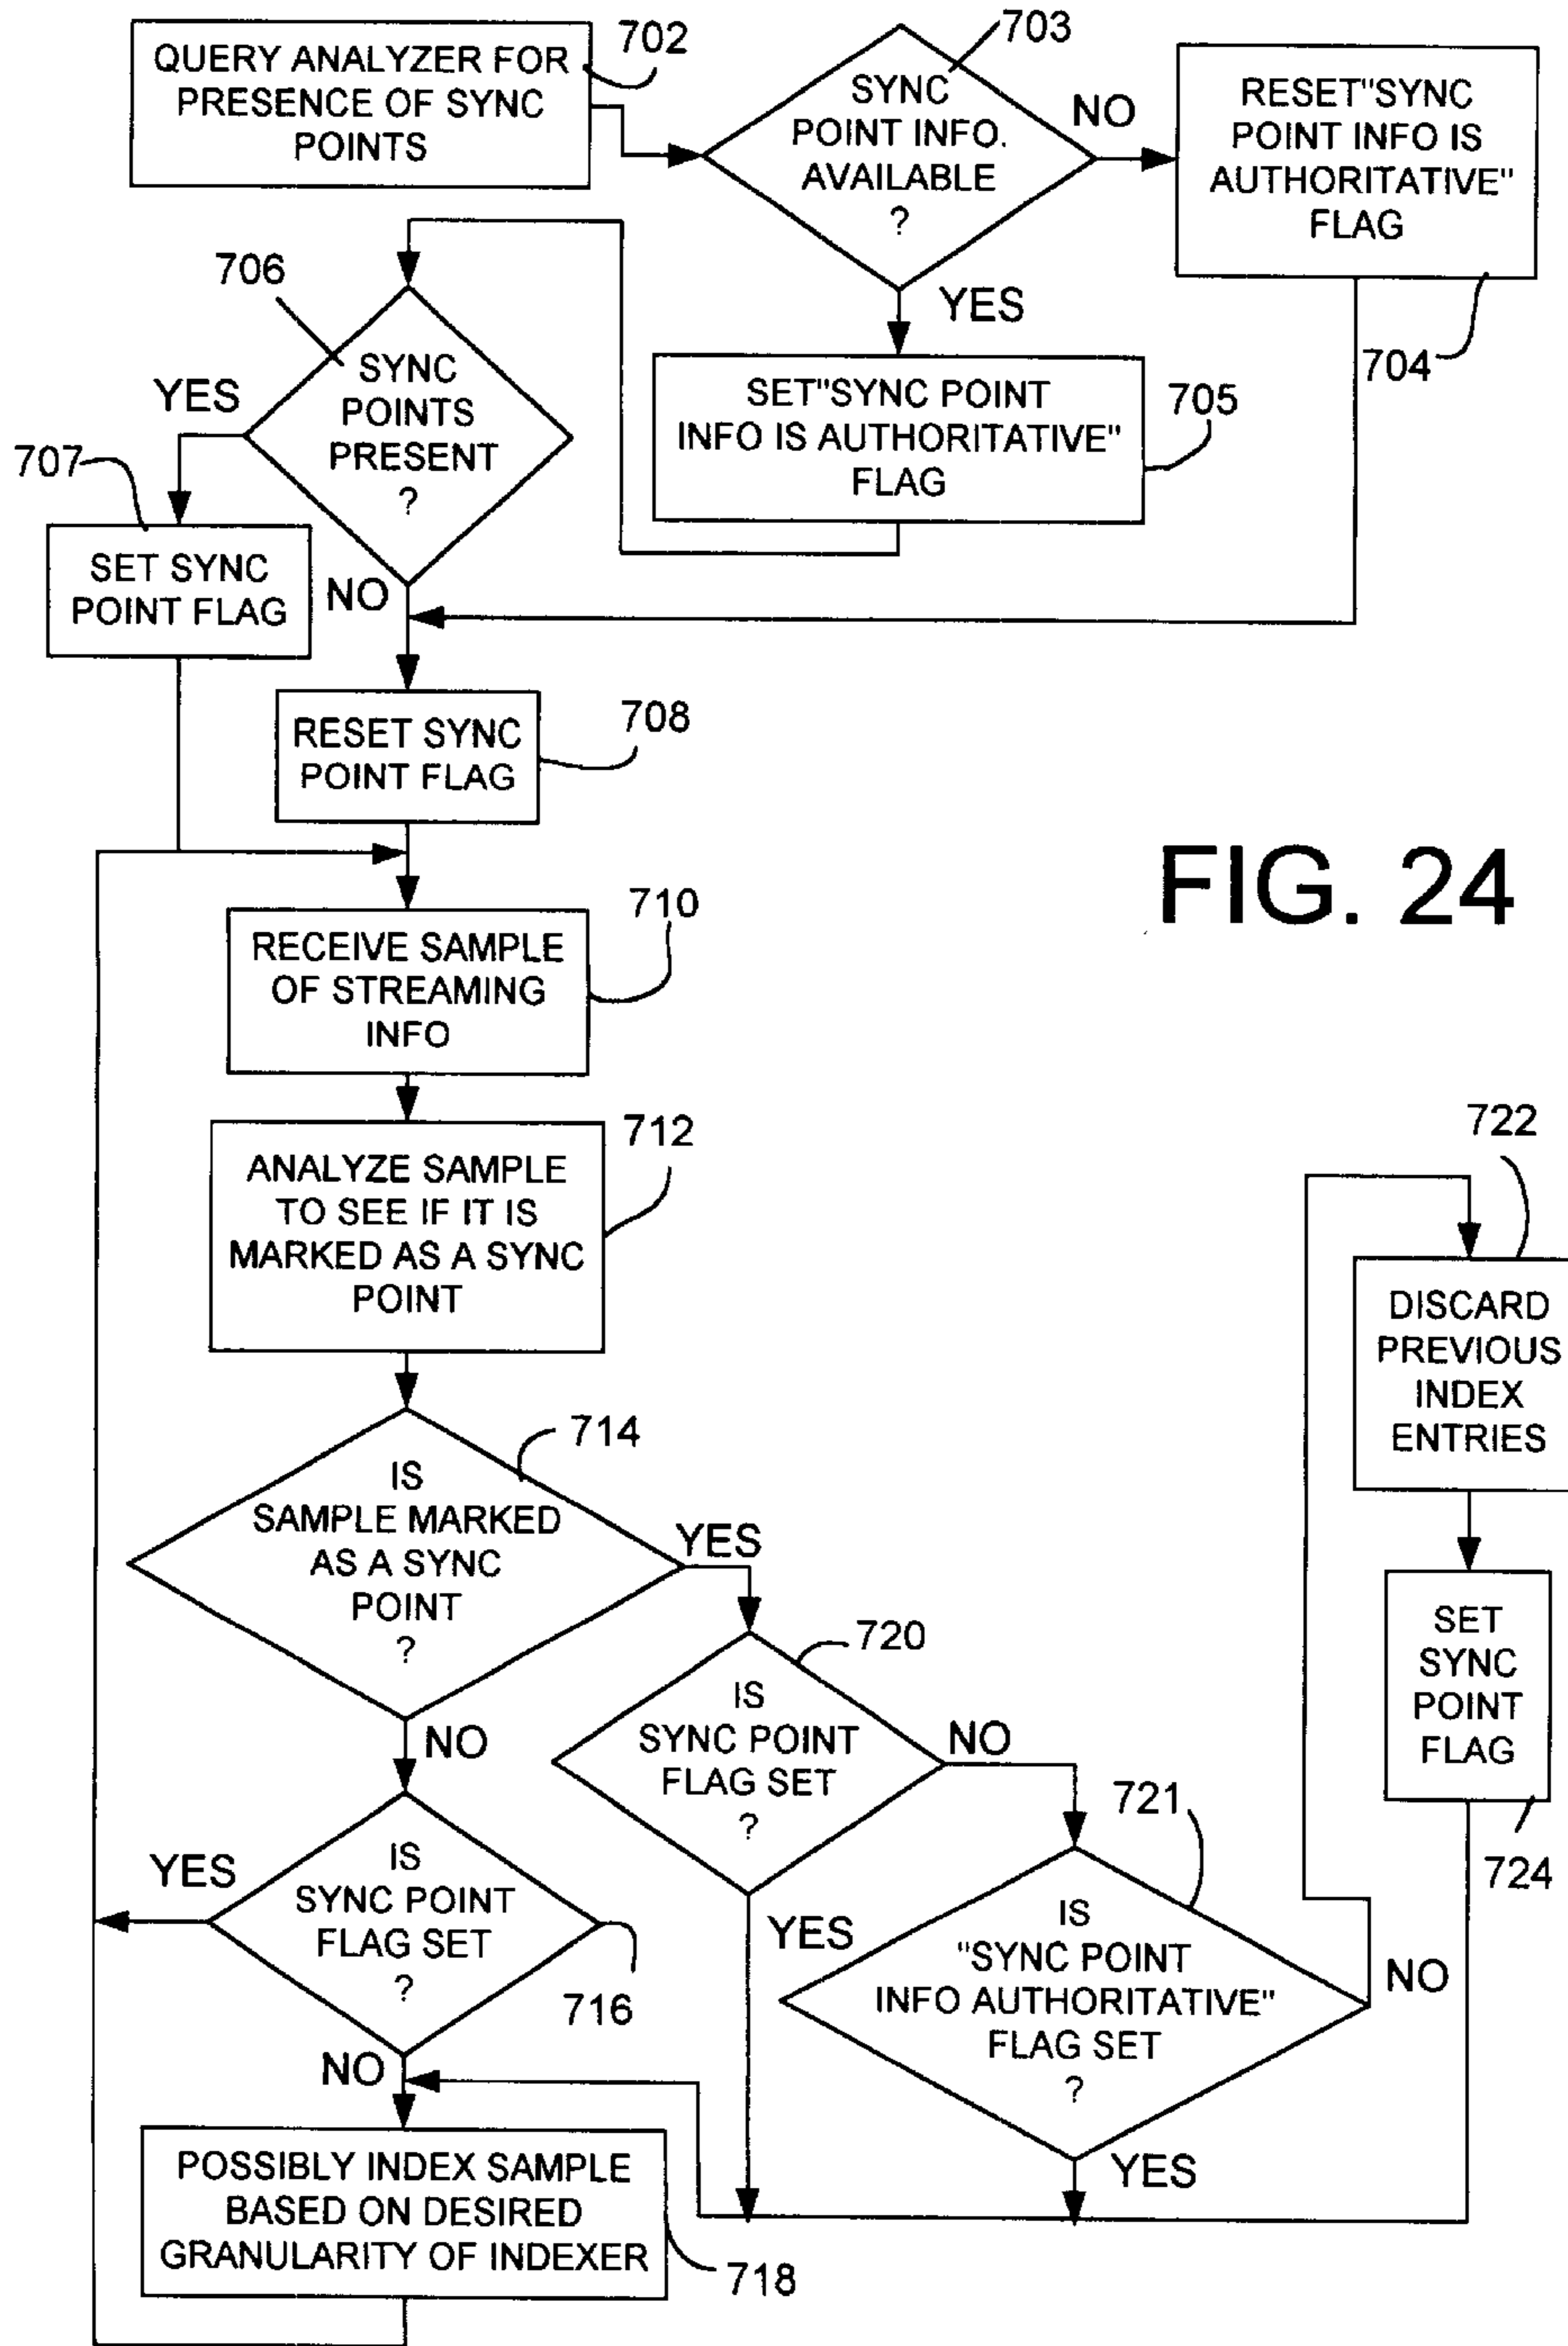 QUERY ANALYZER FOR
PRESENCE OF SYNC
POINTS
702
SYNC
POINT INFO.
AVAILABLE
?
703
NO
RESET"SYNC
POINT INFO IS
AUTHORITATIVE"
FLAG
704
YES
SET"SYNC POINT
INFO IS AUTHORITATIVE"
FLAG
705
706
SYNC
POINTS
PRESENT
?
YES
707
SET SYNC
POINT FLAG
NO
RESET SYNC
POINT FLAG
708
FIG. 24
RECEIVE SAMPLE
OF STREAMING
INFO
710
ANALYZE SAMPLE
TO SEE IF IT IS
MARKED AS A SYNC
POINT
712
IS
SAMPLE MARKED
AS A SYNC
POINT
?
714
YES
NO
IS
SYNC POINT
FLAG SET
?
716
YES
NO
POSSIBLY INDEX SAMPLE
BASED ON DESIRED
GRANULARITY OF INDEXER
718
IS
SYNC POINT
FLAG SET
?
720
NO
YES
IS
"SYNC POINT
INFO AUTHORITATIVE"
FLAG SET
?
721
NO
YES
722
DISCARD
PREVIOUS
INDEX
ENTRIES
SET
SYNC
POINT
FLAG
724